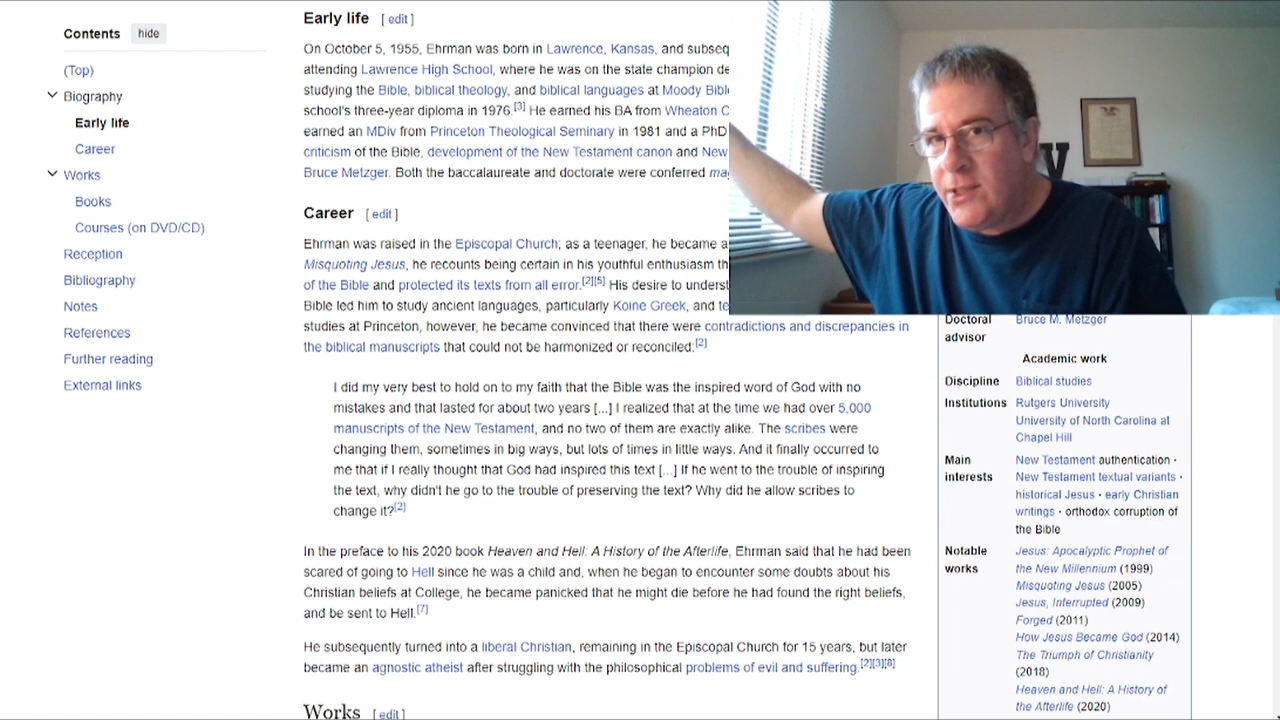 Contents hide
(Top)
Biography
Early life
Career
Works
Books
Courses (on DVD/CD)
Reception
Bibliography
Notes
References
Further reading
External links
Early life [ edit ]
On October 5, 1955, Ehrman was born in Lawrence, Kansas, and subseq
attending Lawrence High School, where he was on the state champion de
studying the Bible, biblical theology, and biblical languages at Moody Bibl
school's three-year diploma in 1976.[3] He earned his BA from Wheaton C
earned an MDiv from Princeton Theological Seminary in 1981 and a PhD
criticism of the Bible, development of the New Testament canon and New
Bruce Metzger. Both the baccalaureate and doctorate were conferred ma
Career [ edit ]
Ehrman was raised in the Episcopal Church; as a teenager, he became a
Misquoting Jesus, he recounts being certain in his youthful enthusiasm th
of the Bible and protected its texts from all error.[2][5] His desire to underst
Bible led him to study ancient languages, particularly Koine Greek, and te
studies at Princeton, however, he became convinced that there were contradictions and discrepancies in
the biblical manuscripts that could not be harmonized or reconciled:[2]
I did my very best to hold on to my faith that the Bible was the inspired word of God with no
mistakes and that lasted for about two years [...] I realized that at the time we had over 5,000
manuscripts of the New Testament, and no two of them are exactly alike. The scribes were
changing them, sometimes in big ways, but lots of times in little ways. And it finally occurred to
me that if I really thought that God had inspired this text [...] If he went to the trouble of inspiring
the text, why didn't he go to the trouble of preserving the text? Why did he allow scribes to
change it?[2]
In the preface to his 2020 book Heaven and Hell: A History of the Afterlife, Ehrman said that he had been
scared of going to Hell since he was a child and, when he began to encounter some doubts about his
Christian beliefs at College, he became panicked that he might die before he had found the right beliefs,
and be sent to Hell.[7]
He subsequently turned into a liberal Christian, remaining in the Episcopal Church for 15 years, but later
became an agnostic atheist after struggling with the philosophical problems of evil and suffering.[2][3][8]
Works [ edit ]
Doctoral advisor Bruce M. Metzger
Academic work
Discipline Biblical studies
Institutions Rutgers University
University of North Carolina at
Chapel Hill
Main interests New Testament authentication ·
New Testament textual variants ·
historical Jesus · early Christian
writings · orthodox corruption of
the Bible
Notable works Jesus: Apocalyptic Prophet of
the New Millennium (1999)
Misquoting Jesus (2005)
Jesus, Interrupted (2009)
Forged (2011)
How Jesus Became God (2014)
The Triumph of Christianity
(2018)
Heaven and Hell: A History of
the Afterlife (2020)